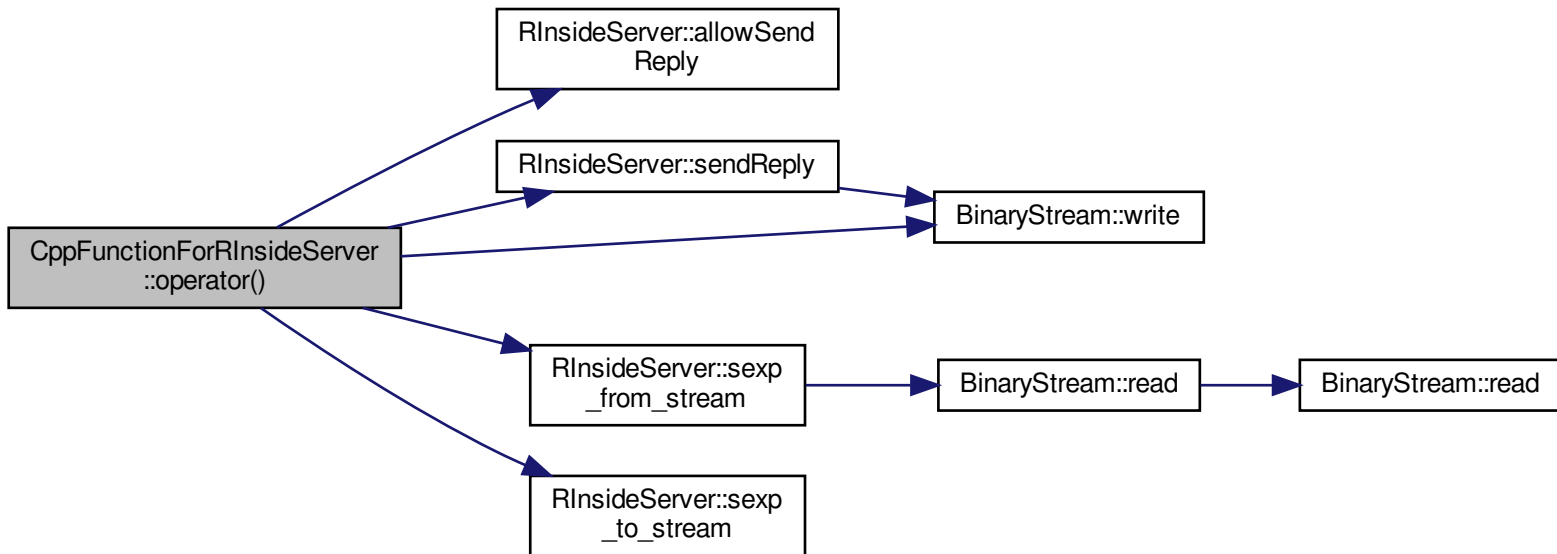 RInsideServer::allowSend
Reply
RInsideServer::sendReply
BinaryStream::write
CppFunctionForRInsideServer
::operator()
RInsideServer::sexp
_from_stream
BinaryStream::read
BinaryStream::read
RInsideServer::sexp
_to_stream